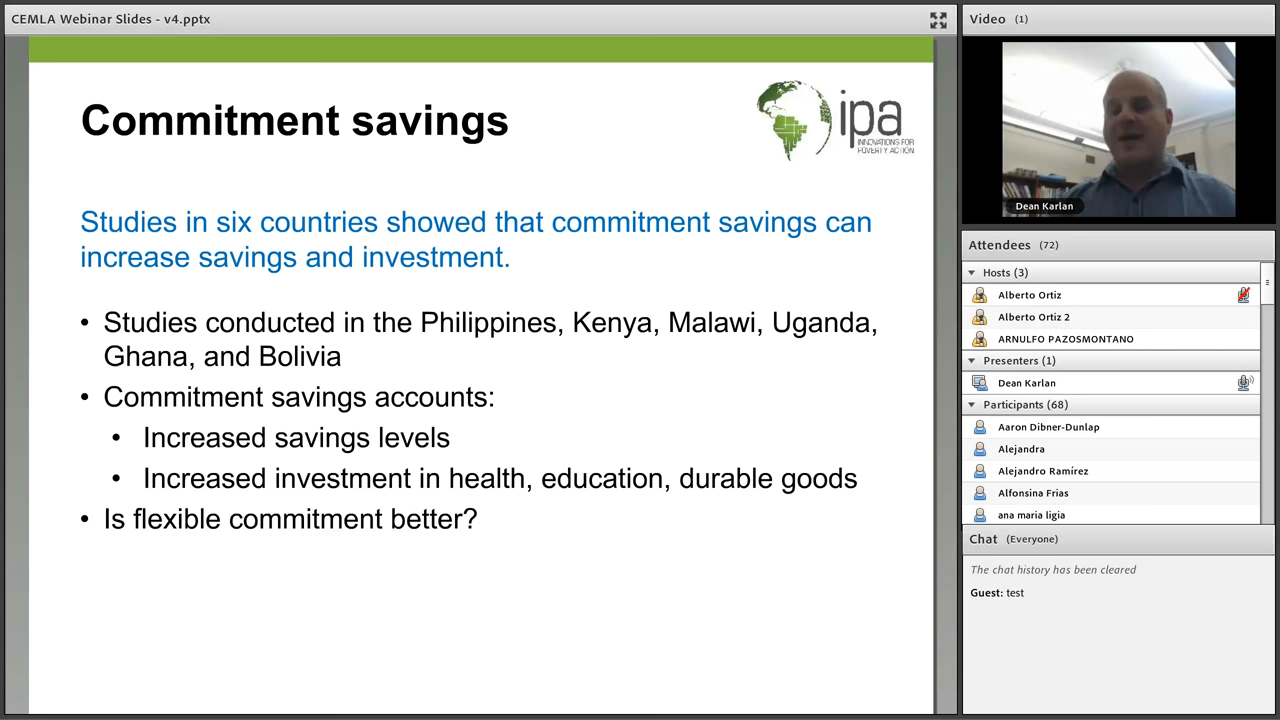 CEMLA Webinar Slides - v4.pptx
Commitment savings
ipa
INNOVATIONS FOR
POVERTY ACTION
Studies in six countries showed that commitment savings can
increase savings and investment.
• Studies conducted in the Philippines, Kenya, Malawi, Uganda,
Ghana, and Bolivia
• Commitment savings accounts:
• Increased savings levels
• Increased investment in health, education, durable goods
• Is flexible commitment better?
Video (1)
Dean Karlan
Attendees (72)
Hosts (3)
Alberto Ortiz
Alberto Ortiz 2
ARNULFO PAZOSMONTANO
Presenters (1)
Dean Karlan
Participants (68)
Aaron Dibner-Dunlap
Alejandra
Alejandro Ramírez
Alfonsina Frias
ana maria ligia
Chat (Everyone)
The chat history has been cleared
Guest: test